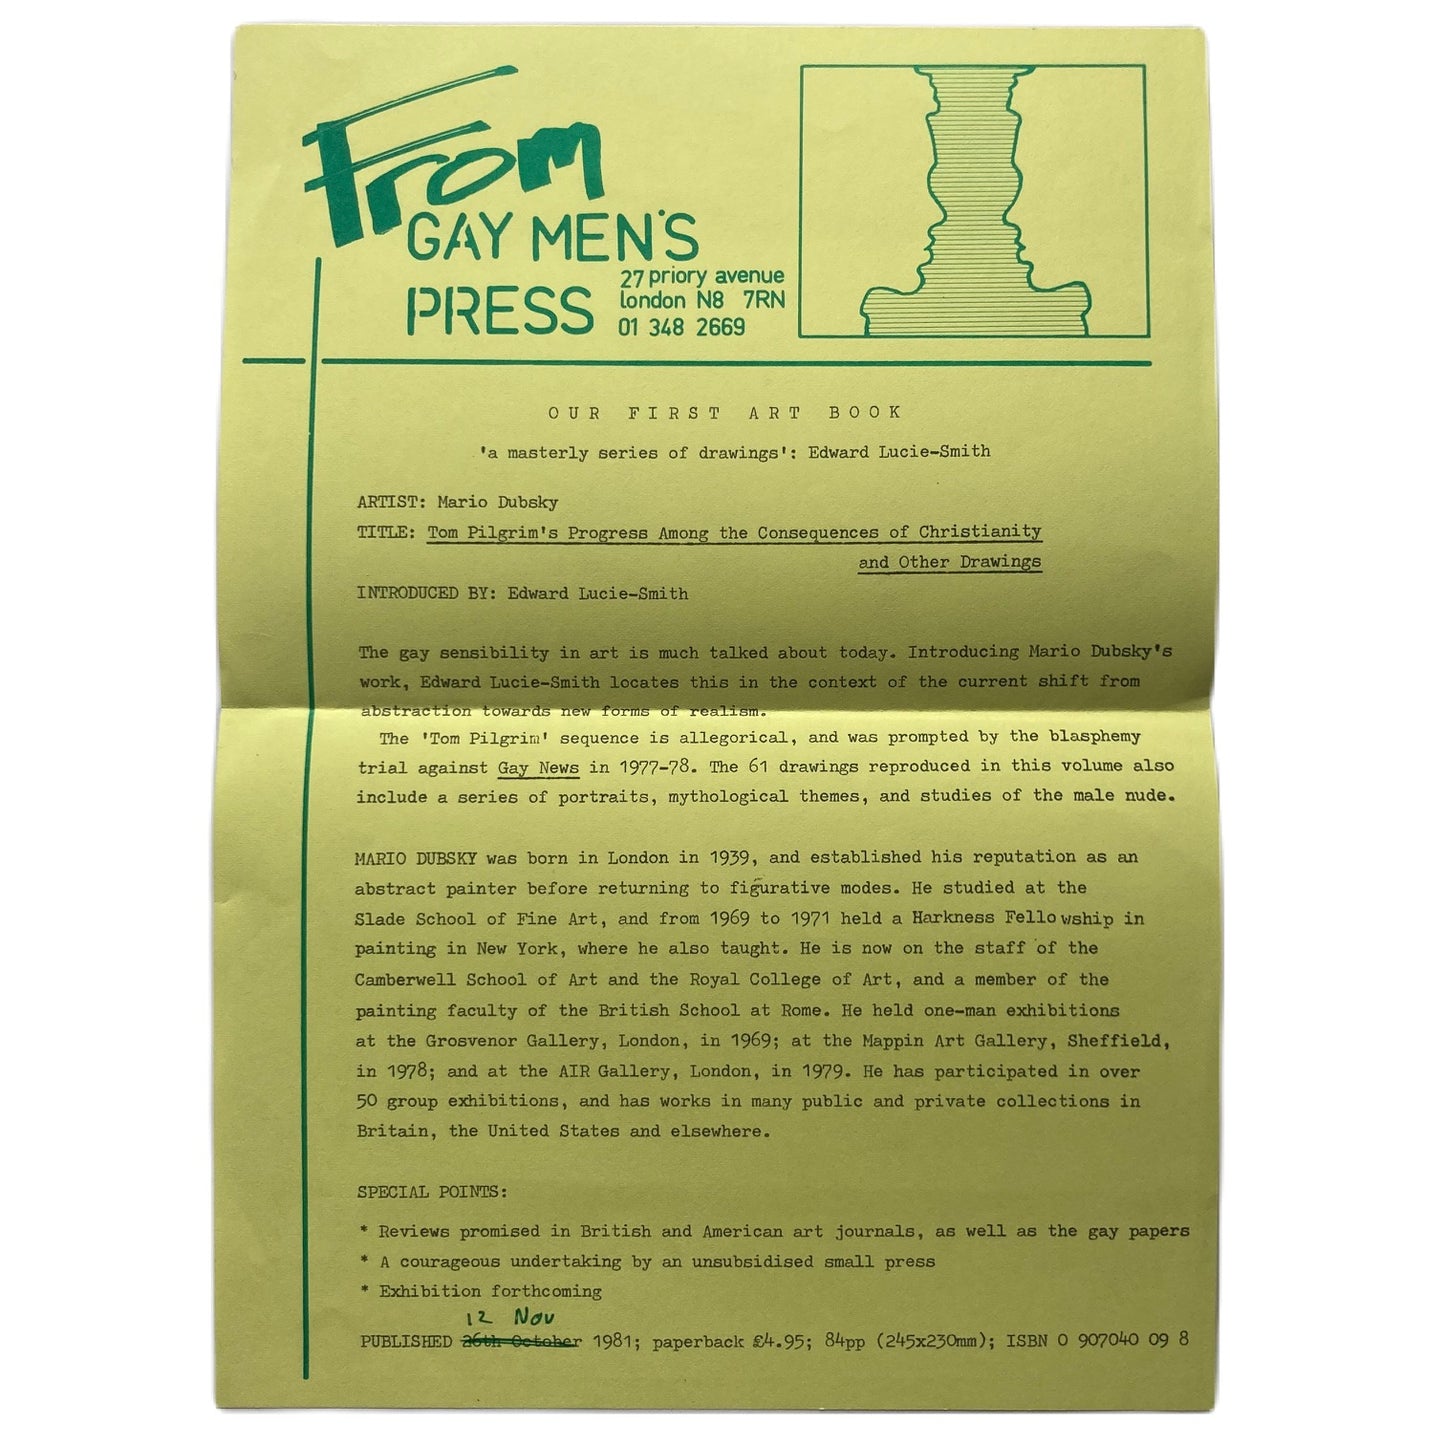 From
GAY MEN'S
PRESS
27 priory avenue
london N8 7RN
01 348 2669
OUR FIRST ART BOOK
'a masterly series of drawings': Edward Lucie-Smith
ARTIST: Mario Dubsky
TITLE: Tom Pilgrim's Progress Among the Consequences of Christianity
and Other Drawings
INTRODUCED BY: Edward Lucie-Smith
The gay sensibility in art is much talked about today. Introducing Mario Dubsky's
work, Edward Lucie-Smith locates this in the context of the current shift from
abstraction towards new forms of realism.
The 'Tom Pilgrim' sequence is allegorical, and was prompted by the blasphemy
trial against Gay News in 1977-78. The 61 drawings reproduced in this volume also
include a series of portraits, mythological themes, and studies of the male nude.
MARIO DUBSKY was born in London in 1939, and established his reputation as an
abstract painter before returning to figurative modes. He studied at the
Slade School of Fine Art, and from 1969 to 1971 held a Harkness Fellowship in
painting in New York, where he also taught. He is now on the staff of the
Camberwell School of Art and the Royal College of Art, and a member of the
painting faculty of the British School at Rome. He held one-man exhibitions
at the Grosvenor Gallery, London, in 1969; at the Mappin Art Gallery, Sheffield,
in 1978; and at the AIR Gallery, London, in 1979. He has participated in over
50 group exhibitions, and has works in many public and private collections in
Britain, the United States and elsewhere.
SPECIAL POINTS:
* Reviews promised in British and American art journals, as well as the gay papers
* A courageous undertaking by an unsubsidised small press
* Exhibition forthcoming
12 Nov
PUBLISHED 26th October 1981; paperback £4.95; 84pp (245x230mm); ISBN 0 907040 09 8